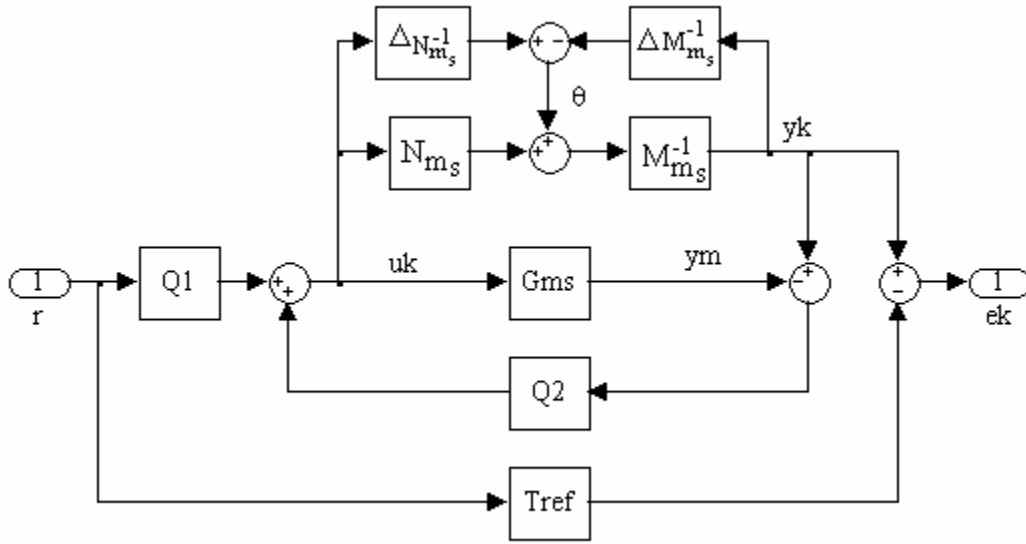 Δ_{N_{m_s}^{-1}}
+ -
ΔM_{m_s}^{-1}
θ
yk
N_{m_s}
+ +
M_{m_s}^{-1}
1
r
Q1
+ +
uk
Gms
ym
- +
+ -
1
ek
Q2
Tref